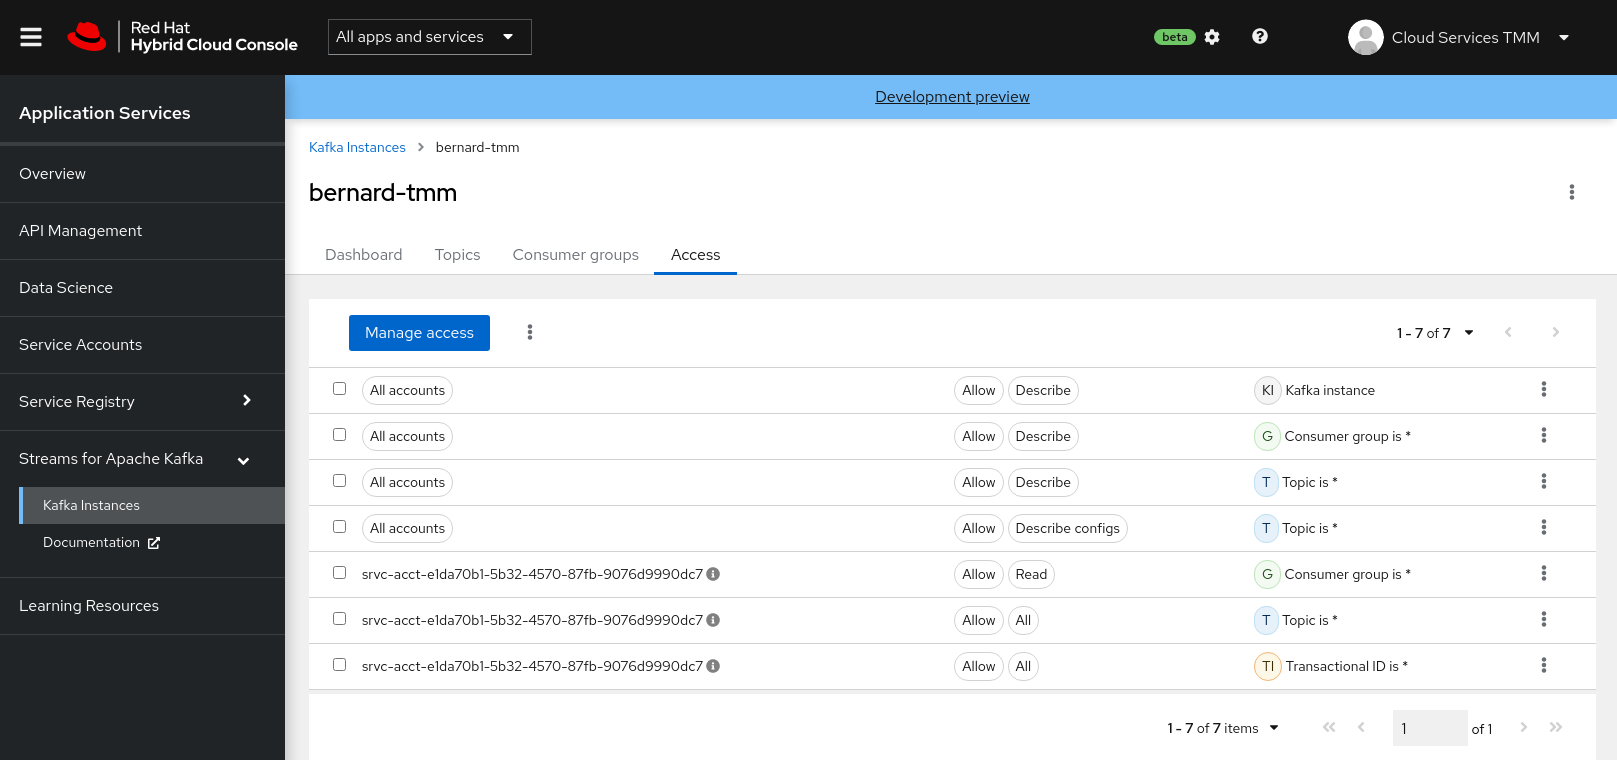 Red Hat
Hybrid Cloud Console
All apps and services
beta
Cloud Services TMM
Application Services
Overview
API Management
Data Science
Service Accounts
Service Registry
Streams for Apache Kafka
Kafka Instances
Documentation
Learning Resources
Development preview
Kafka Instances > bernard-tmm
bernard-tmm
Dashboard Topics Consumer groups Access
Manage access 1 - 7 of 7
All accounts Allow Describe KI Kafka instance
All accounts Allow Describe G Consumer group is *
All accounts Allow Describe T Topic is *
All accounts Allow Describe configs T Topic is *
srvc-acct-e1da70b1-5b32-4570-87fb-9076d9990dc7 Allow Read G Consumer group is *
srvc-acct-e1da70b1-5b32-4570-87fb-9076d9990dc7 Allow All T Topic is *
srvc-acct-e1da70b1-5b32-4570-87fb-9076d9990dc7 Allow All TI Transactional ID is *
1 - 7 of 7 items 1 of 1